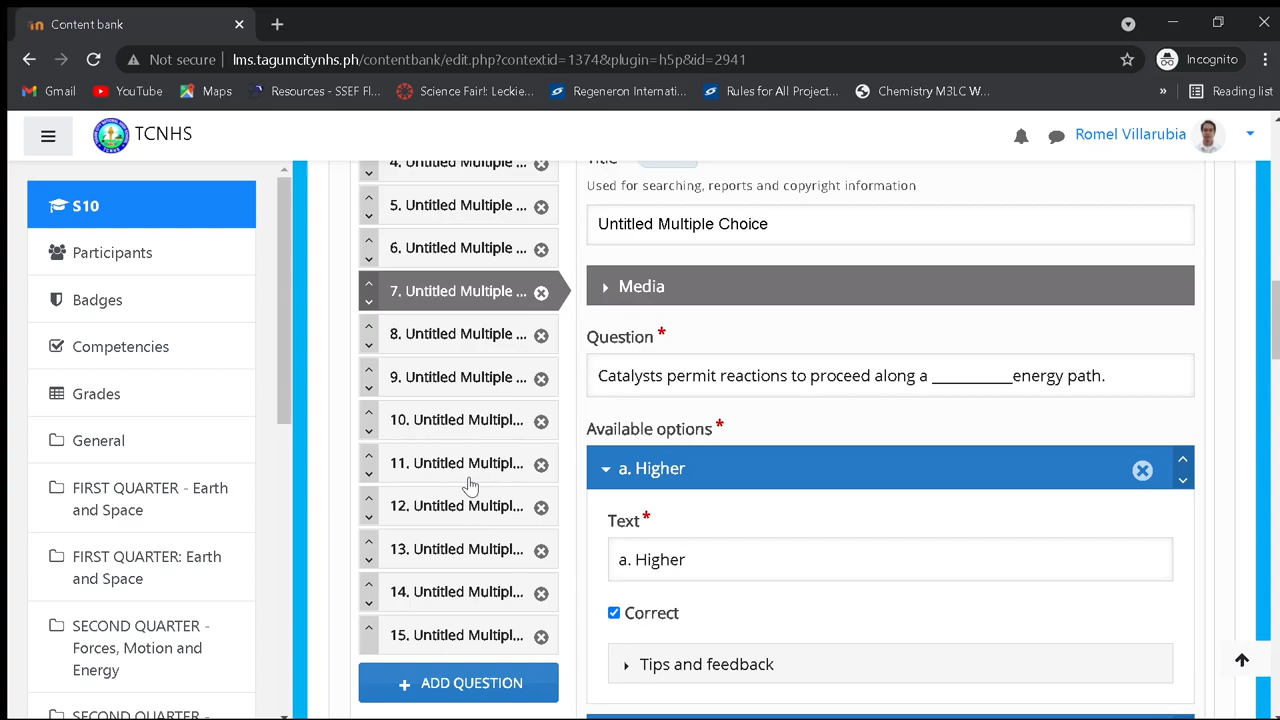 Content bank
Not secure lms.tagumcitynhs.ph/contentbank/edit.php?contextid=1374&plugin=h5p&id=2941 Incognito
Gmail YouTube Maps Resources - SSEF Fl... Science Fair!: Leckie... Regeneron Internati... Rules for All Project... Chemistry M3LC W... » Reading list
TCNHS Romel Villarubia
S10
Participants
Badges
Competencies
Grades
General
FIRST QUARTER - Earth
and Space
FIRST QUARTER: Earth
and Space
SECOND QUARTER -
Forces, Motion and
Energy
SECOND QUARTER -
4. Untitled Multiple ...
5. Untitled Multiple ...
6. Untitled Multiple ...
7. Untitled Multiple ...
8. Untitled Multiple ...
9. Untitled Multiple ...
10. Untitled Multipl...
11. Untitled Multipl...
12. Untitled Multipl...
13. Untitled Multipl...
14. Untitled Multipl...
15. Untitled Multipl...
+ ADD QUESTION
Title
Used for searching, reports and copyright information
Untitled Multiple Choice
Media
Question *
Catalysts permit reactions to proceed along a __________energy path.
Available options *
a. Higher
Text *
a. Higher
Correct
Tips and feedback